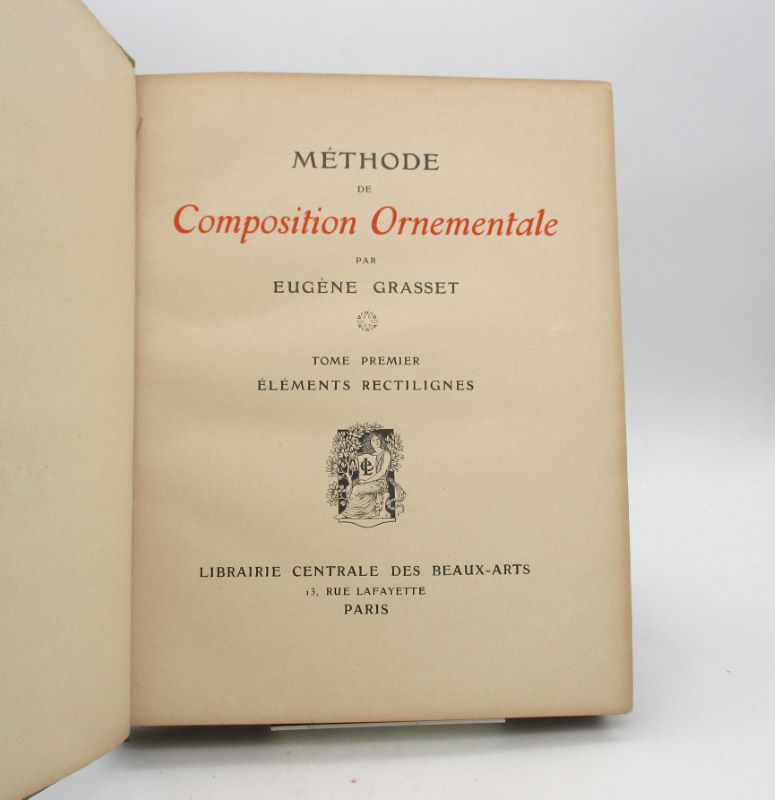 MÉTHODE
DE
Composition Ornementale
PAR
EUGÈNE GRASSET
TOME PREMIER
ÉLÉMENTS RECTILIGNES
LIBRAIRIE CENTRALE DES BEAUX-ARTS
13, RUE LAFAYETTE
PARIS